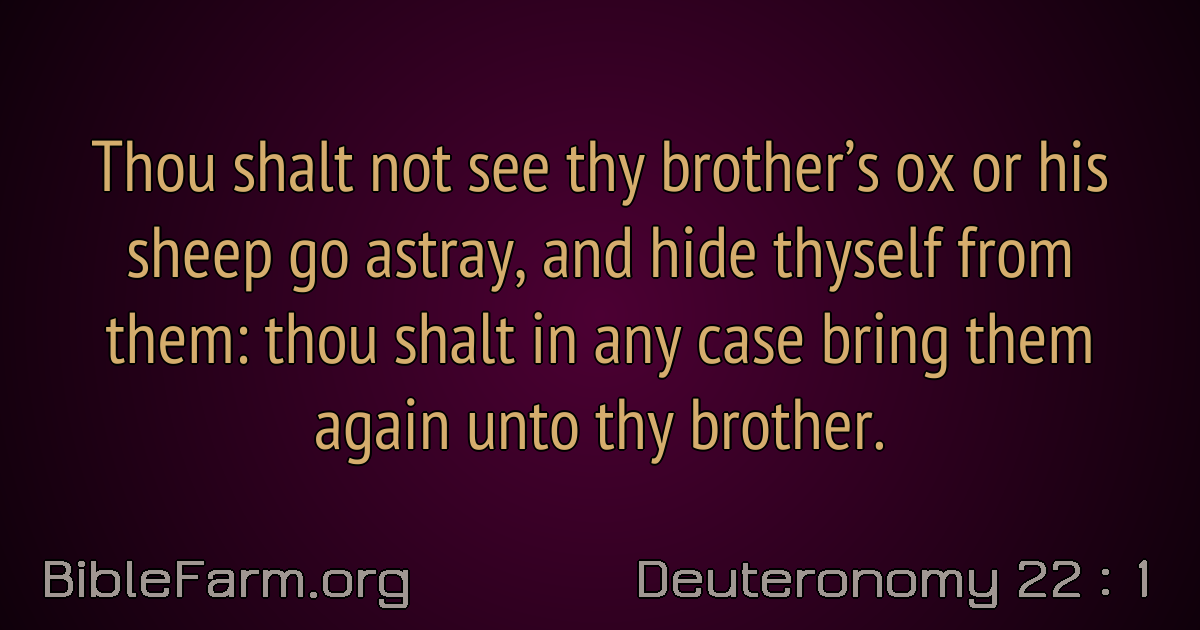 Thou shalt not see thy brother’s ox or his
sheep go astray, and hide thyself from
them: thou shalt in any case bring them
again unto thy brother.
BibleFarm.org
Deuteronomy 22 : 1